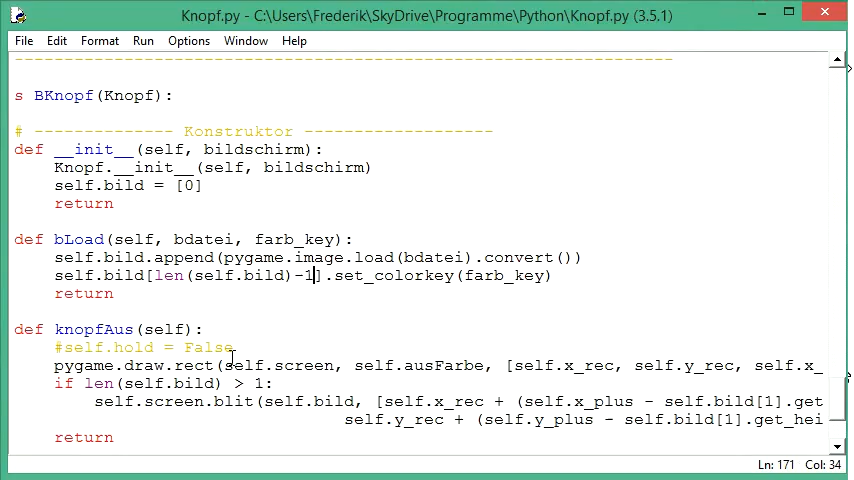 Knopf.py - C:\Users\Frederik\SkyDrive\Programme\Python\Knopf.py (3.5.1)
File Edit Format Run Options Window Help
------------------------------------------------------------------
s BKnopf(Knopf):
# -------------- Konstruktor -------------------
def __init__(self, bildschirm):
    Knopf.__init__(self, bildschirm)
    self.bild = [0]
    return
def bLoad(self, bdatei, farb_key):
    self.bild.append(pygame.image.load(bdatei).convert())
    self.bild[len(self.bild)-1].set_colorkey(farb_key)
    return
def knopfAus(self):
    #self.hold = False
    pygame.draw.rect(self.screen, self.ausFarbe, [self.x_rec, self.y_rec, self.x_
    if len(self.bild) > 1:
        self.screen.blit(self.bild, [self.x_rec + (self.x_plus - self.bild[1].get
                                 self.y_rec + (self.y_plus - self.bild[1].get_hei
    return
Ln: 171 Col: 34